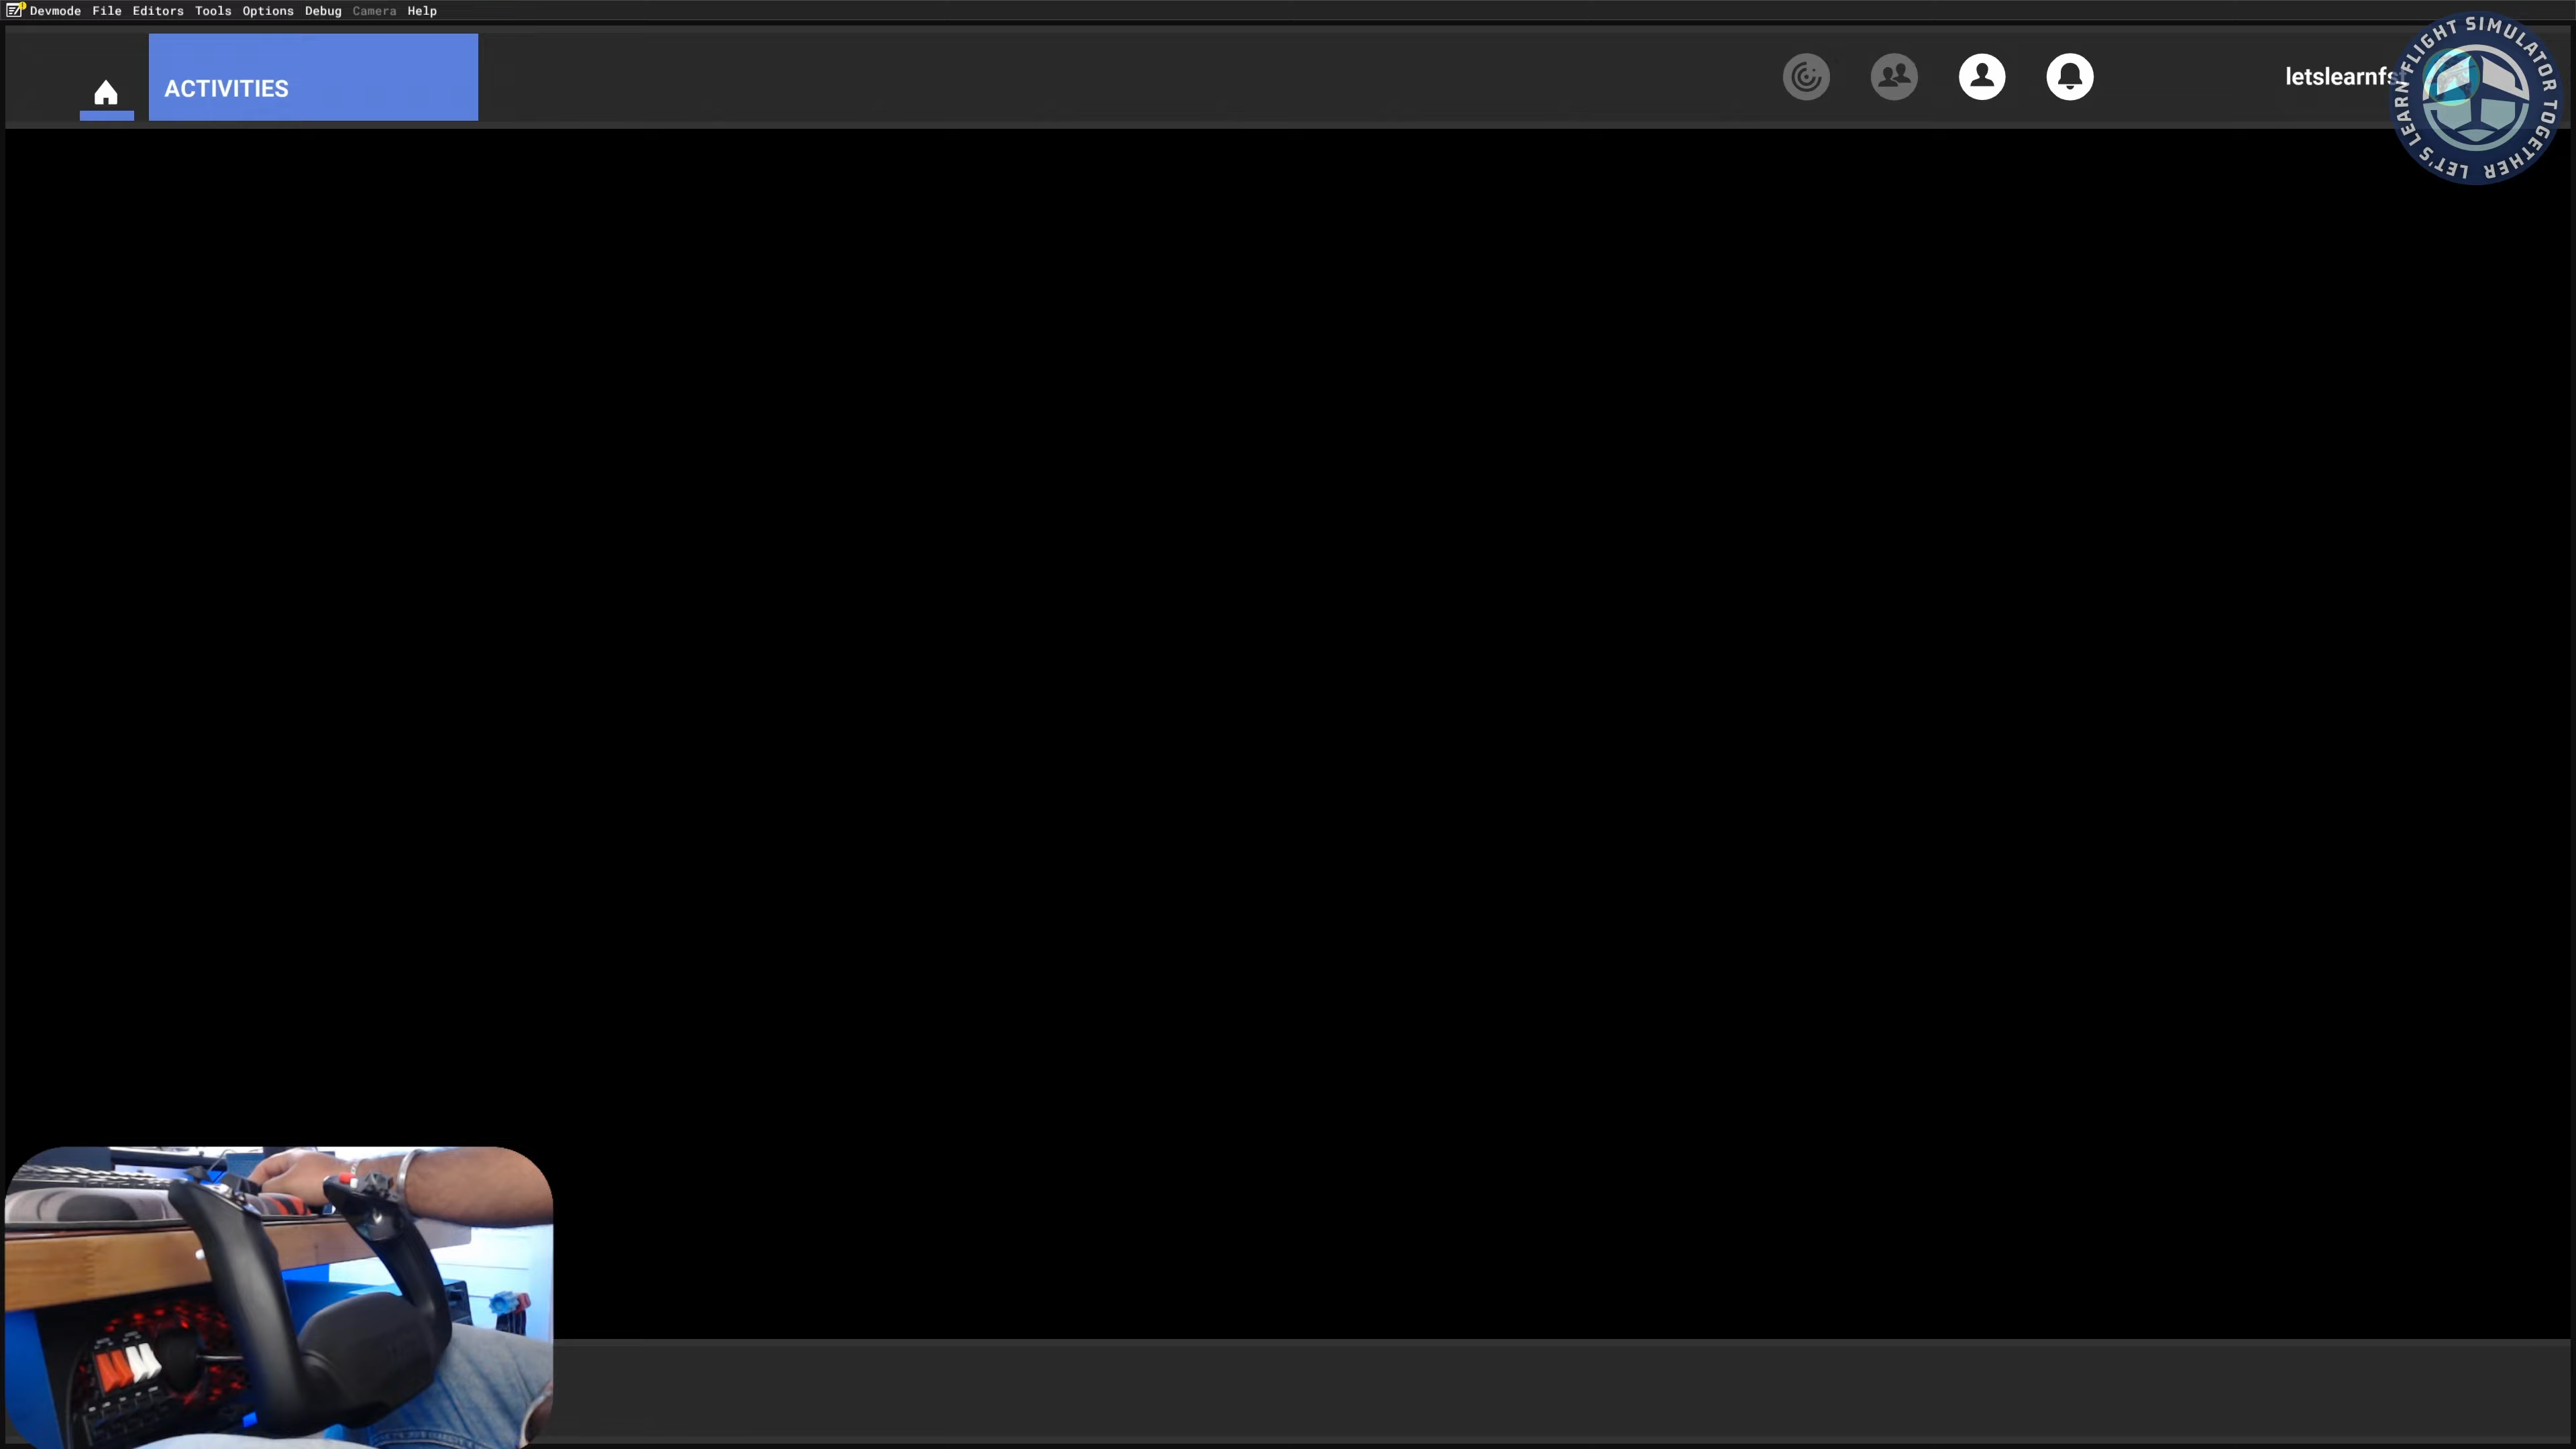 Devmode File Editors Tools Options Debug Camera Help
ACTIVITIES
letslearnfs
LET'S LEARN FLIGHT SIMULATOR TOGETHER